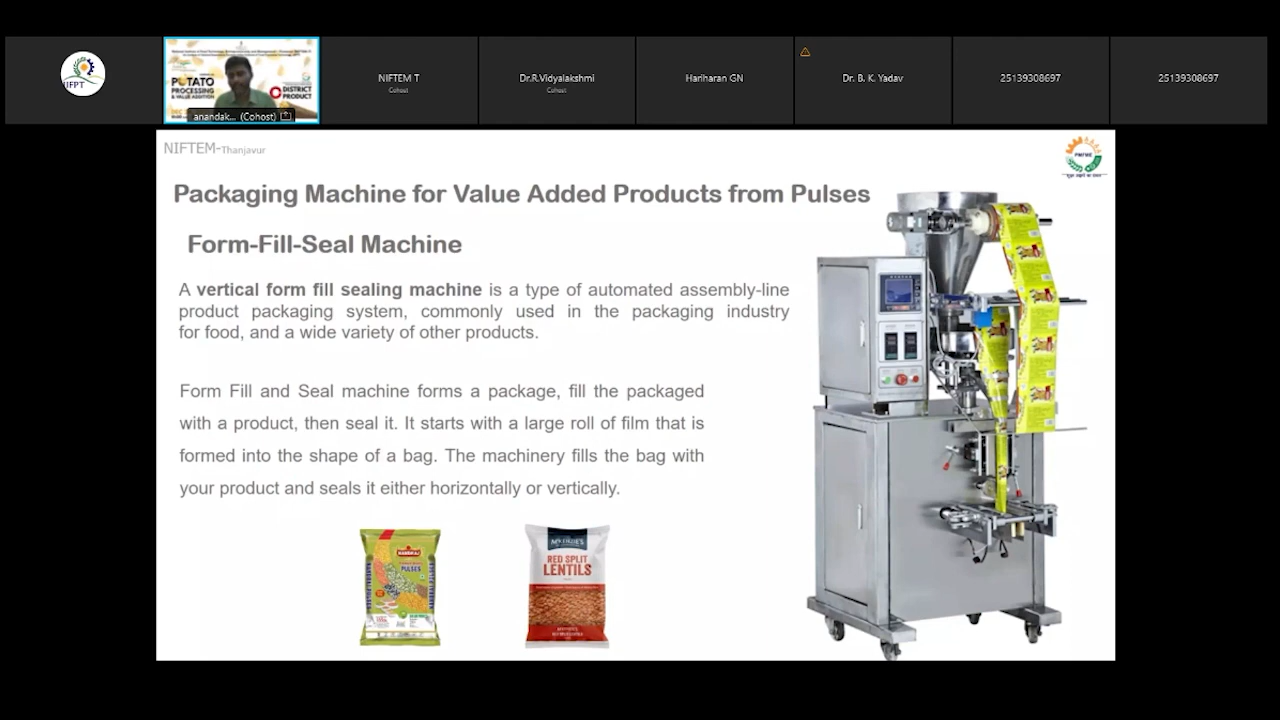 IIFPT
POTATO
PROCESSING
& VALUE ADDITION
DISTRICT
PRODUCT
anandak... (Cohost)
NIFTEM T
Cohost
Dr.R.Vidyalakshmi
Cohost
Hariharan GN
Dr. B. K. Yadav
25139308697
25139308697
NIFTEM-Thanjavur
PMFME
Packaging Machine for Value Added Products from Pulses
Form-Fill-Seal Machine
A vertical form fill sealing machine is a type of automated assembly-line
product packaging system, commonly used in the packaging industry
for food, and a wide variety of other products.
Form Fill and Seal machine forms a package, fill the packaged
with a product, then seal it. It starts with a large roll of film that is
formed into the shape of a bag. The machinery fills the bag with
your product and seals it either horizontally or vertically.
PULSES
RED SPLIT
LENTILS